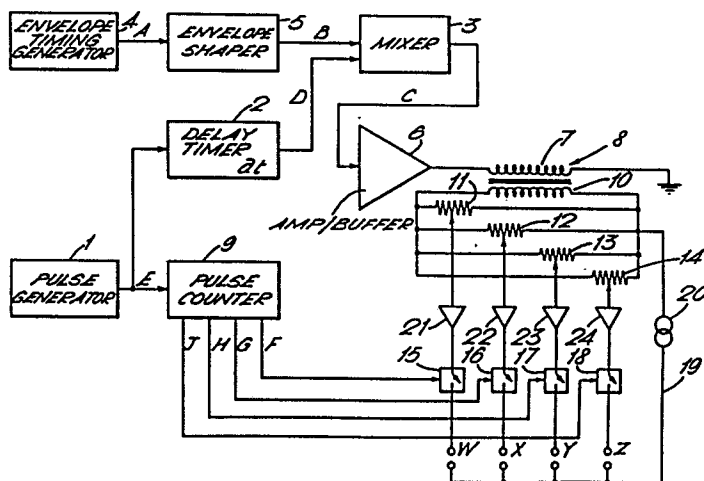 ENVELOPE
TIMING
GENERATOR
4
A
ENVELOPE
SHAPER
5
B
MIXER
3
D
C
DELAY
TIMER
at
2
6
AMP/BUFFER
7
8
10
11
12
13
14
PULSE
GENERATOR
1
E
PULSE
COUNTER
9
J
H
G
F
21
22
23
24
20
15
16
17
18
19
W
X
Y
Z